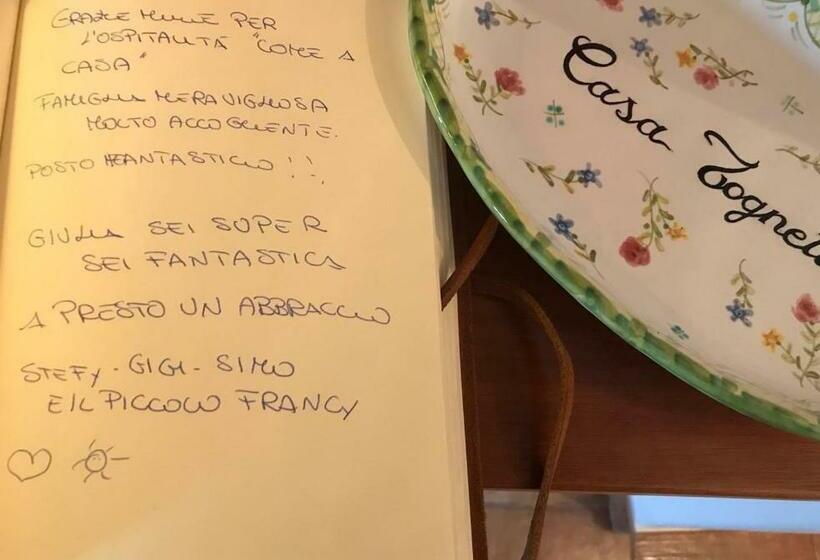 GRAZIE MILLE PER
L'OSPITALITÀ "COME A
CASA"
FAMIGLIA MERAVIGLIOSA
MOLTO ACCOGLIENTE.
POSTO FANTASTICO !!
GIULIA SEI SUPER
SEI FANTASTICA
A PRESTO UN ABBRACCIO
STEFY - GIGI - SIMO
E IL PICCOLO FRANCY
Casa